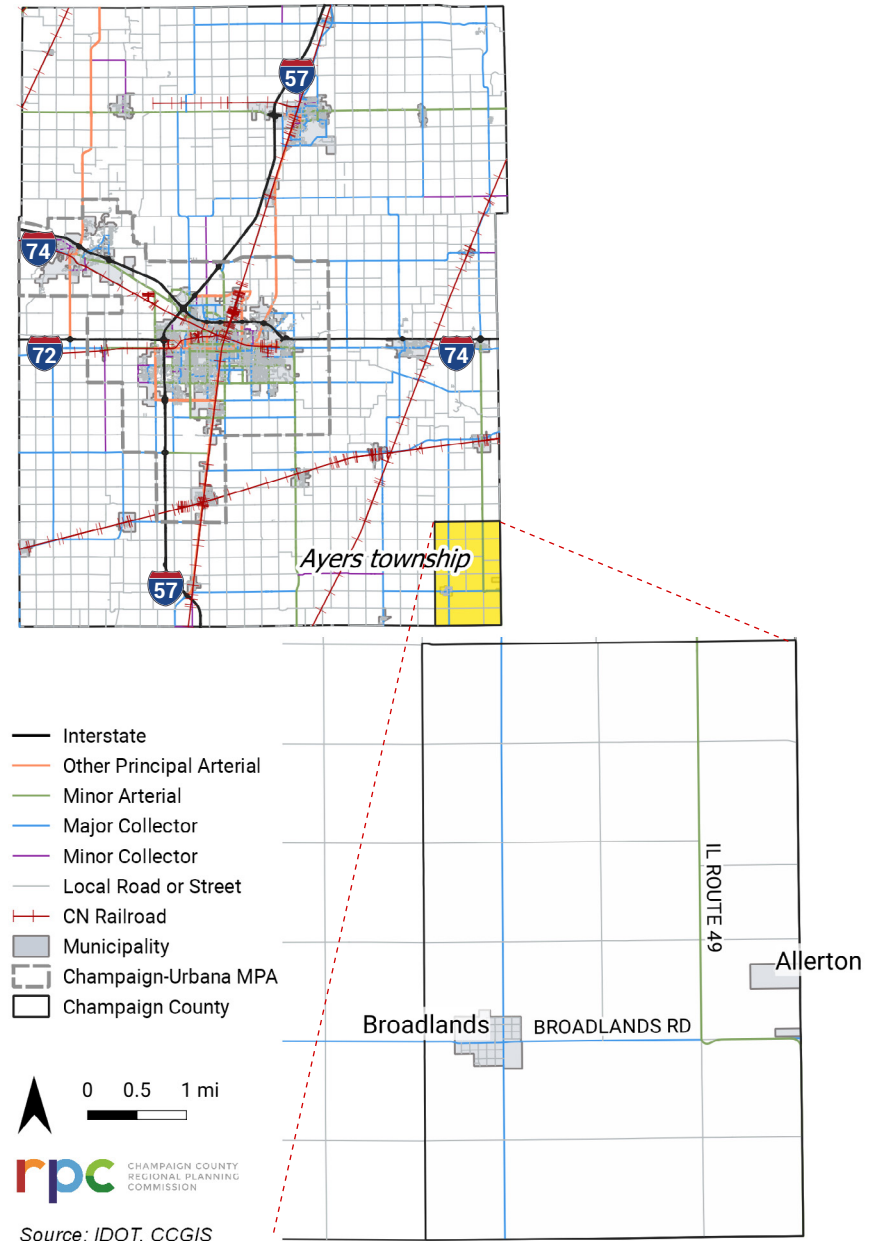 57
74
72
74
Ayers township
57
Interstate
Other Principal Arterial
Minor Arterial
Major Collector
Minor Collector
Local Road or Street
CN Railroad
Municipality
Champaign-Urbana MPA
Champaign County
IL ROUTE 49
Allerton
Broadlands
BROADLANDS RD
0 0.5 1 mi
rpc
CHAMPAIGN COUNTY
REGIONAL PLANNING
COMMISSION
Source: IDOT, CCGIS